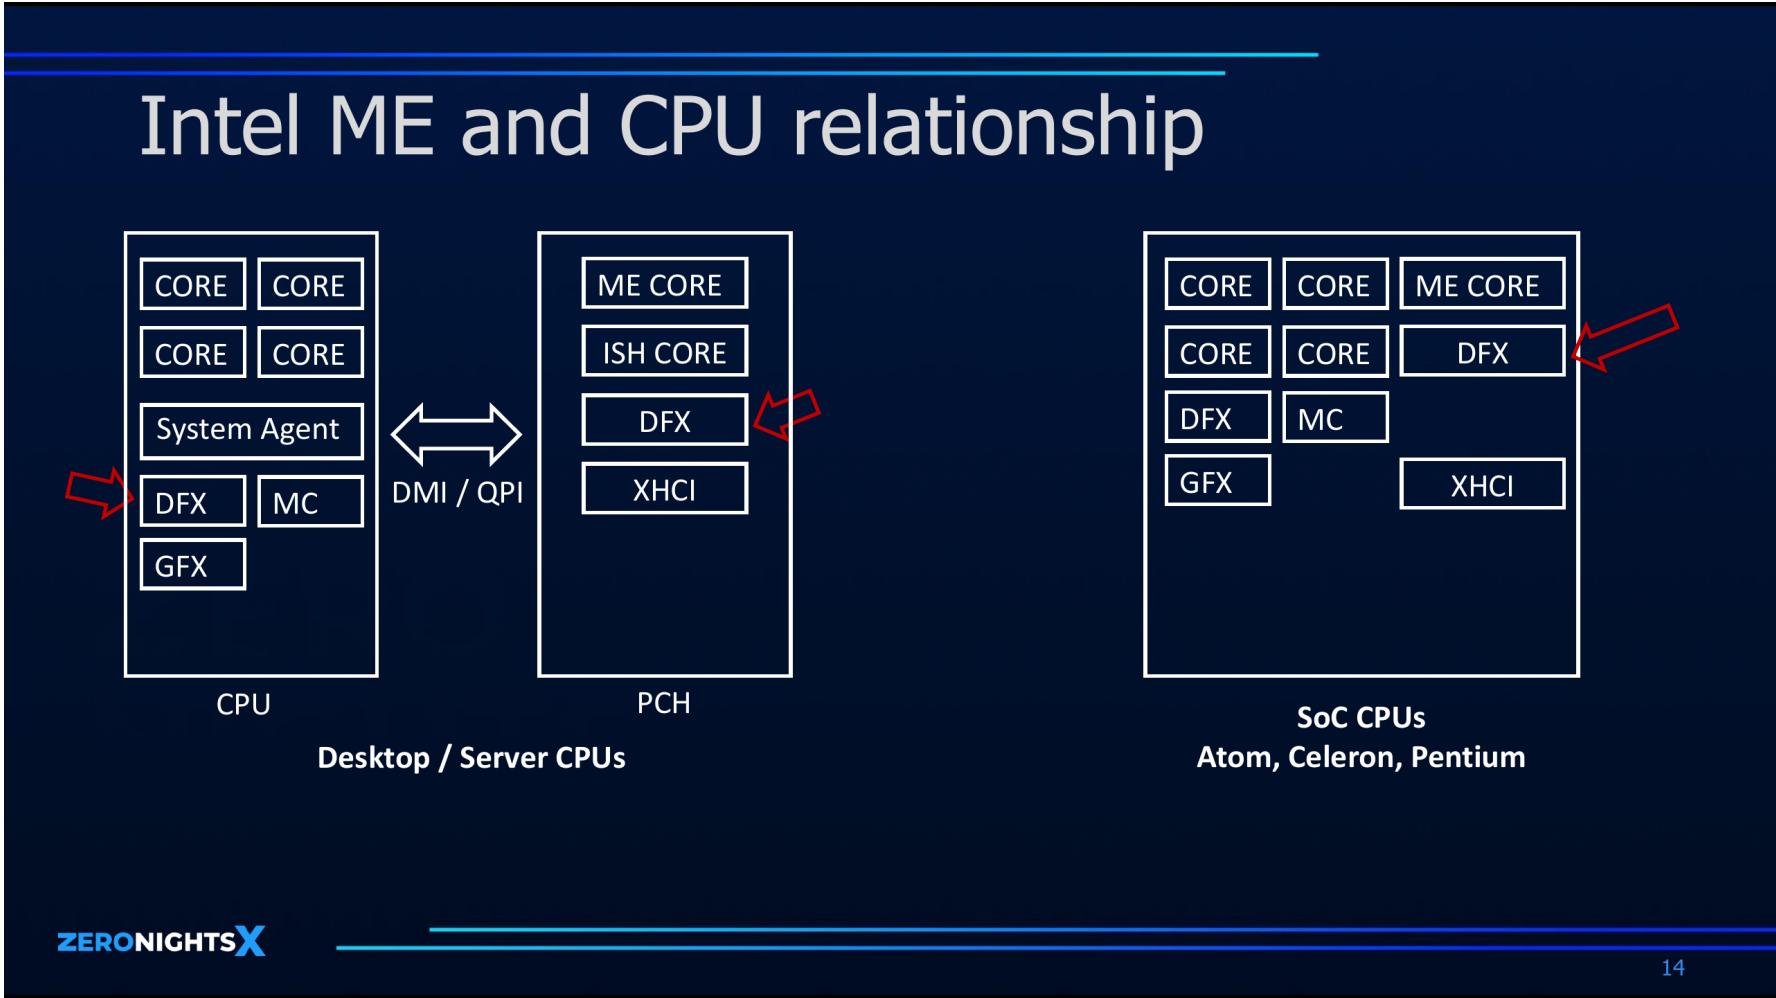 Intel ME and CPU relationship
CORE CORE
CORE CORE
System Agent
DFX MC
GFX
CPU
DMI / QPI
ME CORE
ISH CORE
DFX
XHCI
PCH
Desktop / Server CPUs
CORE CORE ME CORE
CORE CORE DFX
DFX MC
GFX XHCI
SoC CPUs
Atom, Celeron, Pentium
ZERONIGHTSX
14